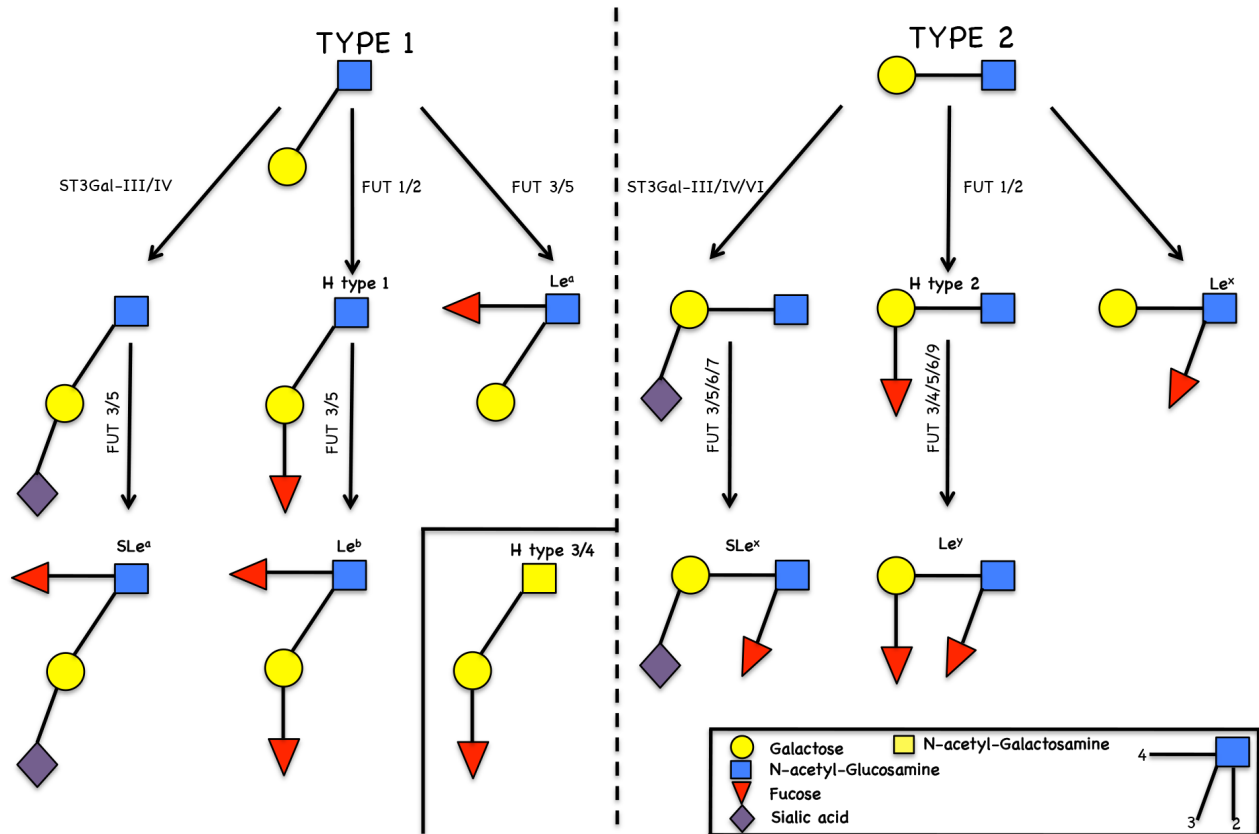 TYPE 1
ST3Gal-III/IV
FUT 1/2
FUT 3/5
H type 1
Leᵃ
FUT 3/5
FUT 3/5
SLeᵃ
Leᵇ
H type 3/4
TYPE 2
ST3Gal-III/IV/VI
FUT 1/2
H type 2
Leˣ
FUT 3/5/6/7
FUT 3/4/5/6/9
SLeˣ
Leʸ
Galactose
N-acetyl-Galactosamine
N-acetyl-Glucosamine
Fucose
Sialic acid
4
3
2